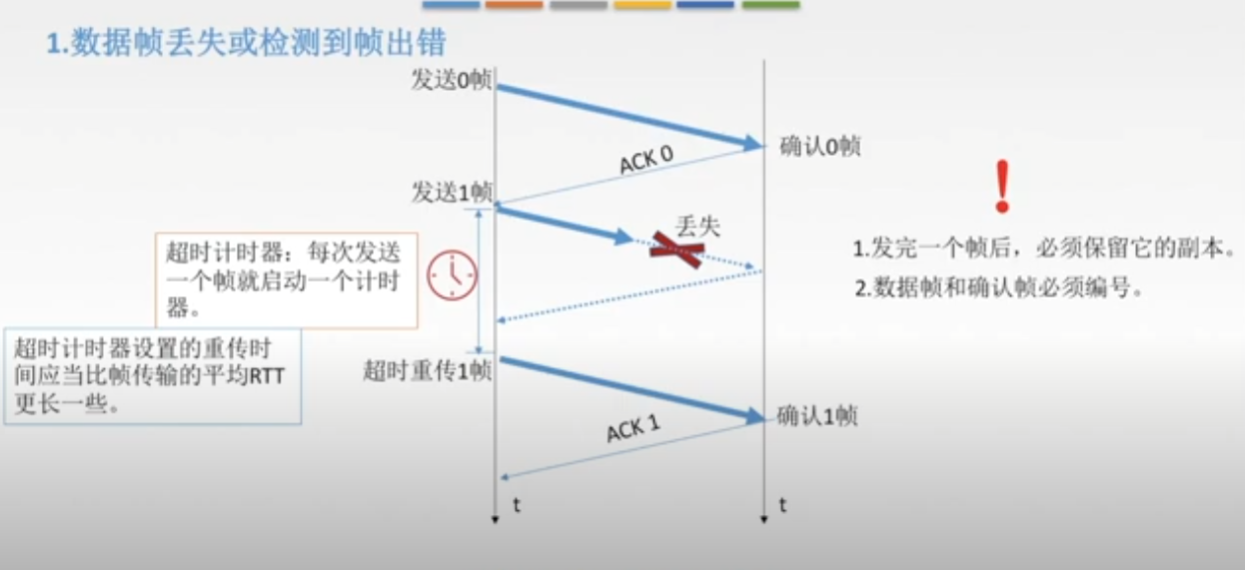 1.数据帧丢失或检测到帧出错
发送0帧
确认0帧
ACK 0
发送1帧
丢失
超时计时器：每次发送
一个帧就启动一个计时
器。
1.发完一个帧后，必须保留它的副本。
2.数据帧和确认帧必须编号。
超时计时器设置的重传时
间应当比帧传输的平均RTT
更长一些。
超时重传1帧
确认1帧
ACK 1
t
t